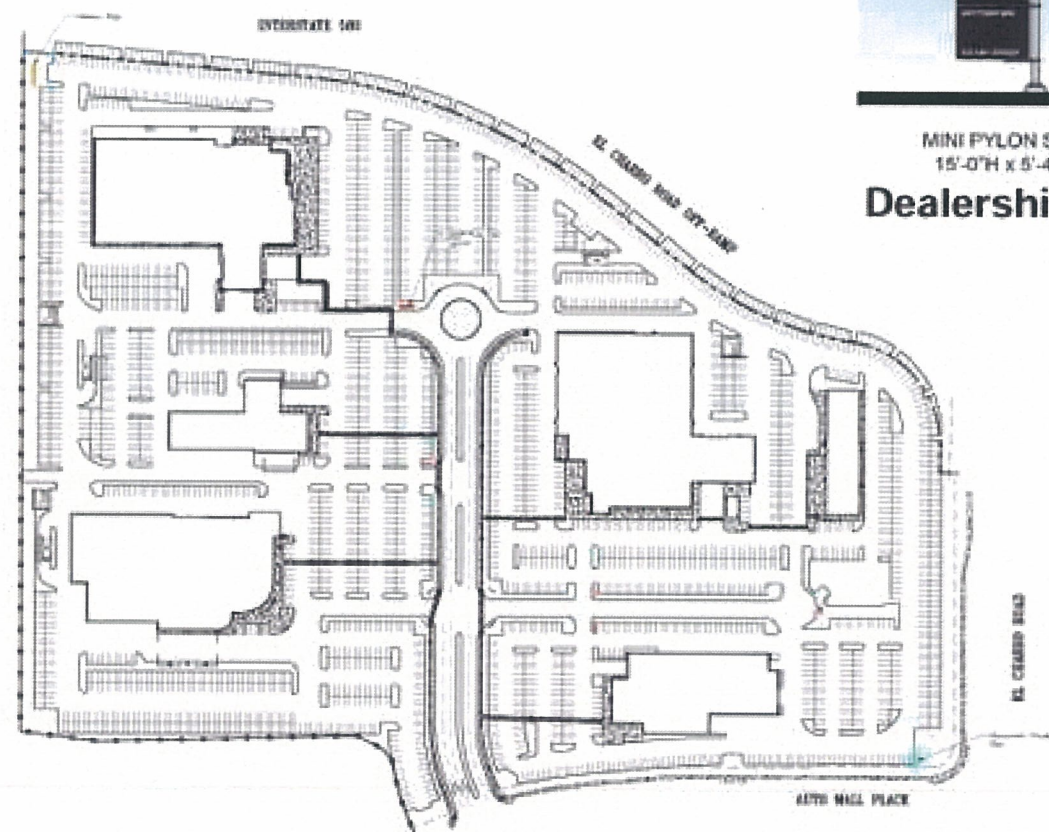 INTERSTATE 580
MINI PYLON S
15'-0"H x 5'-4
Dealershi
EL CHARRO ROAD OFF-RAMP
EL CHARRO ROAD
AUTO MALL PLACE